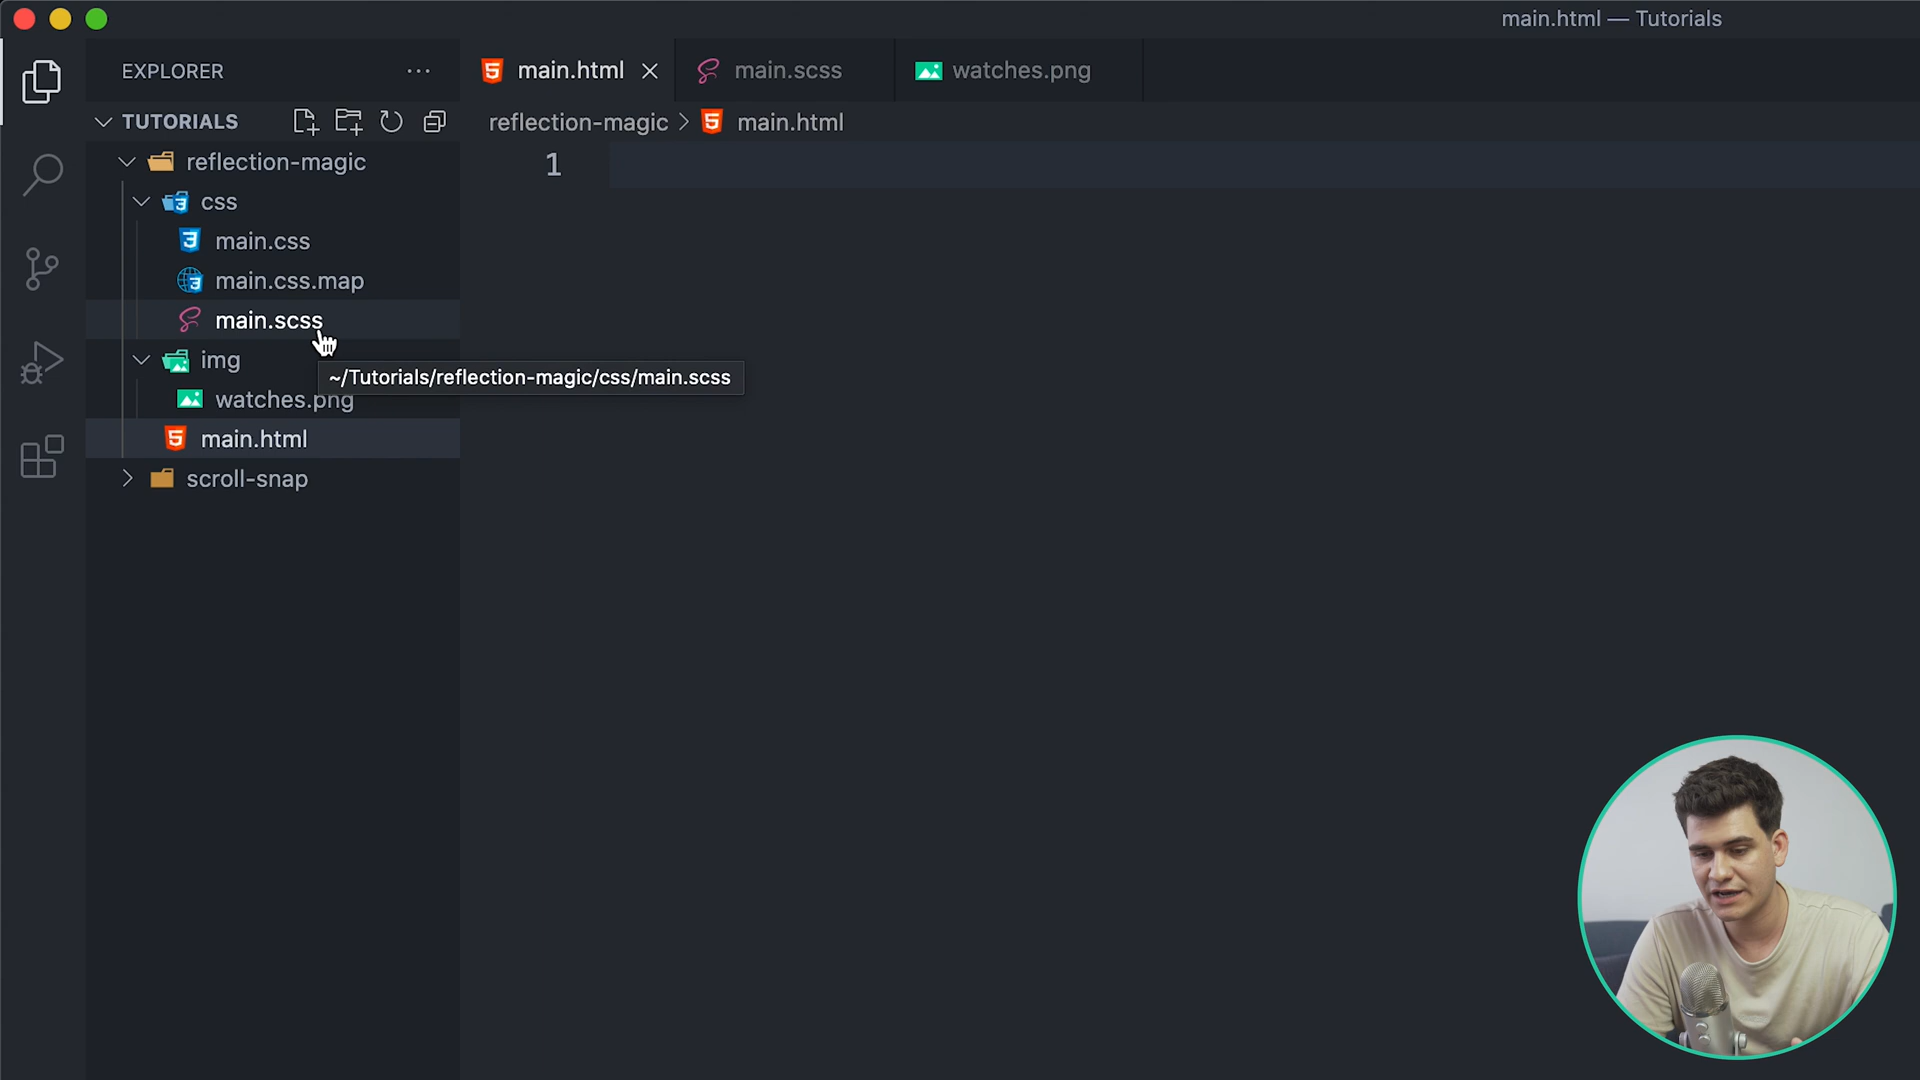 main.html — Tutorials
EXPLORER
main.html
main.scss
watches.png
TUTORIALS
reflection-magic > main.html
reflection-magic
1
css
main.css
main.css.map
main.scss
img
~/Tutorials/reflection-magic/css/main.scss
watches.png
main.html
scroll-snap